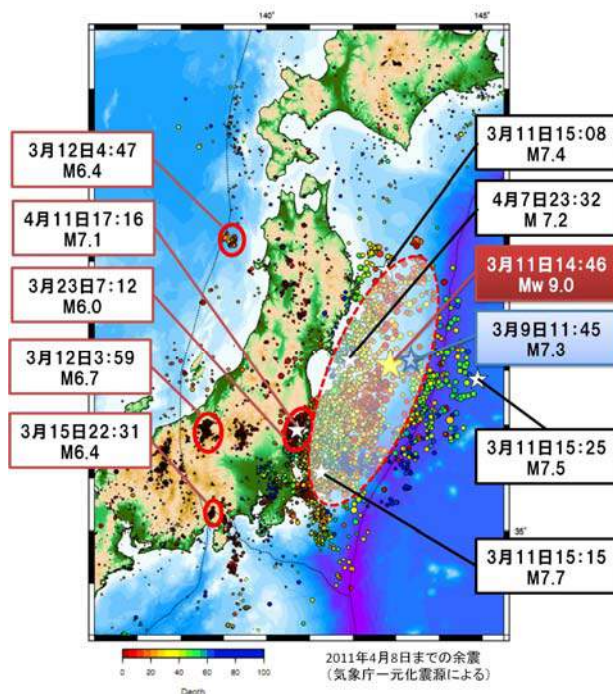 140°
145°
3月12日4:47
M6.4
4月11日17:16
M7.1
3月23日7:12
M6.0
3月12日3:59
M6.7
3月15日22:31
M6.4
3月11日15:08
M7.4
4月7日23:32
M 7.2
3月11日14:46
Mw 9.0
3月9日11:45
M7.3
3月11日15:25
M7.5
35°
3月11日15:15
M7.7
0 20 40 60 80 100
Depth
2011年4月8日までの余震
(気象庁一元化震源による)